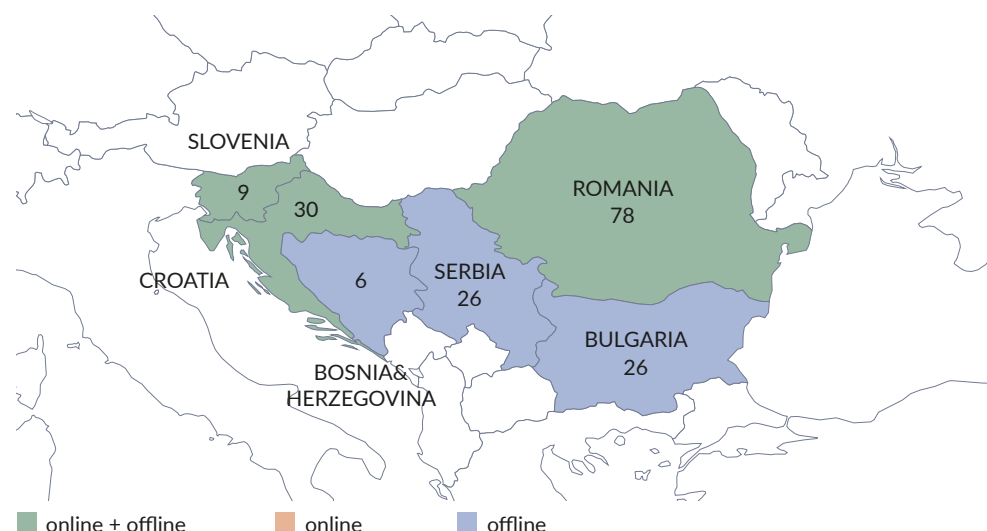 SLOVENIA
9
30
ROMANIA
78
CROATIA
6
SERBIA
26
BULGARIA
26
BOSNIA&
HERZEGOVINA
online + offline
online
offline